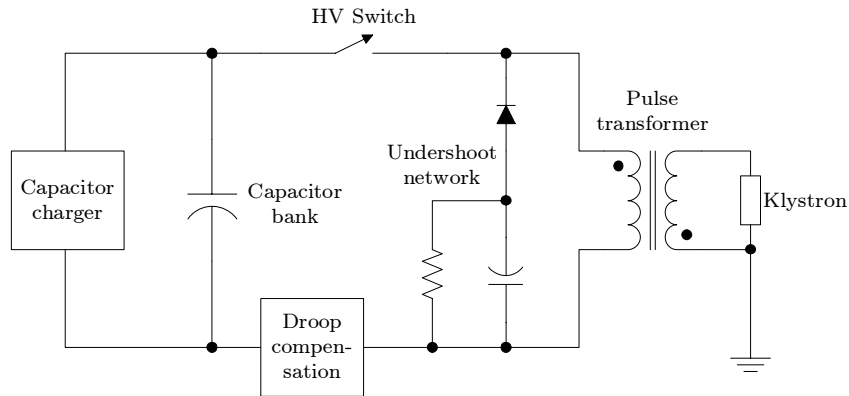 HV Switch
Pulse
transformer
Undershoot
network
Capacitor
charger
Capacitor
bank
Klystron
Droop
compen-
sation